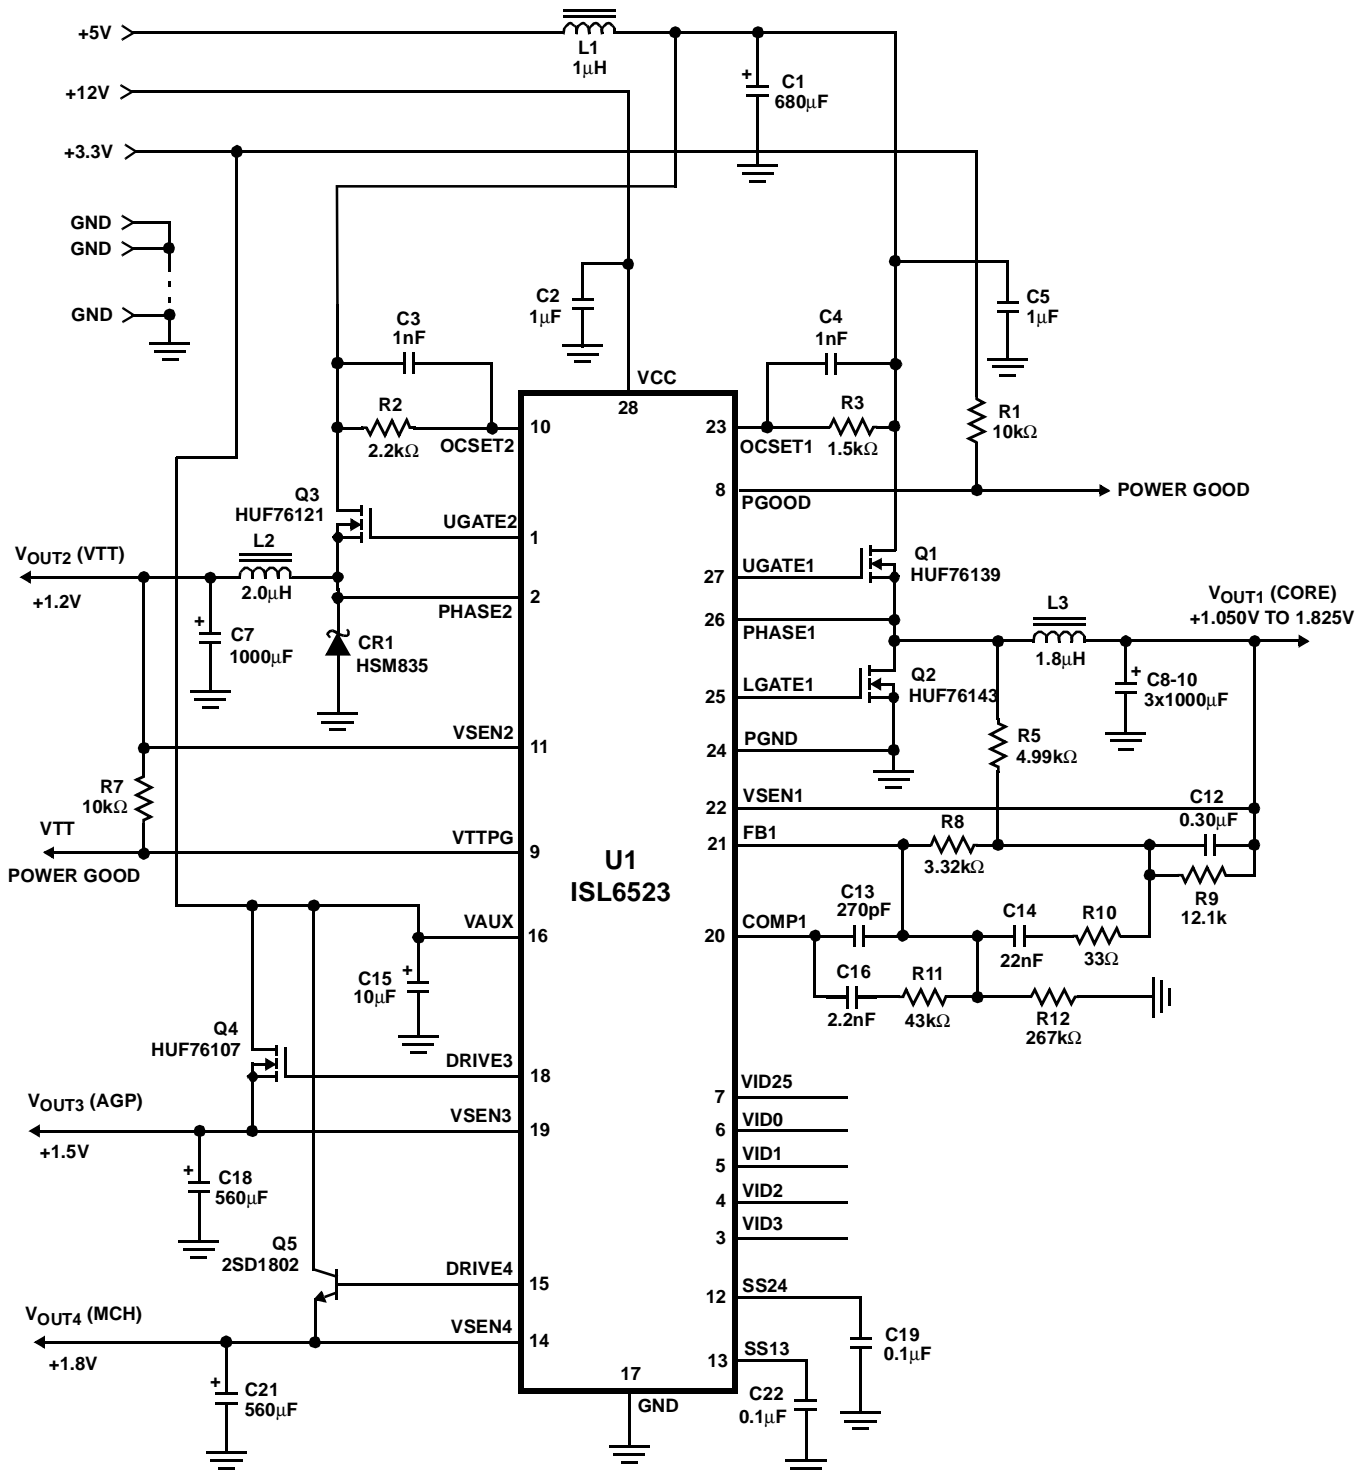 +5V
L1
1µH
+12V
C1
680µF
+
+3.3V
GND
GND
GND
C2
1µF
C5
1µF
C3
1nF
C4
1nF
VCC
28
R2
2.2kΩ
10
OCSET2
23
OCSET1
R3
1.5kΩ
R1
10kΩ
8
PGOOD
POWER GOOD
Q3
HUF76121
UGATE2
1
VOUT2 (VTT)
+1.2V
L2
2.0µH
+
C7
1000µF
PHASE2
2
CR1
HSM835
UGATE1
27
Q1
HUF76139
26
PHASE1
VOUT1 (CORE)
+1.050V TO 1.825V
L3
1.8µH
LGATE1
25
Q2
HUF76143
+
C8-10
3x1000µF
PGND
24
R5
4.99kΩ
VSEN2
11
R7
10kΩ
VTT
POWER GOOD
VTTPG
9
22
VSEN1
21
FB1
R8
3.32kΩ
C12
0.30µF
R9
12.1k
U1
ISL6523
VAUX
16
+
C15
10µF
20
COMP1
C13
270pF
C14
22nF
R10
33Ω
C16
2.2nF
R11
43kΩ
R12
267kΩ
Q4
HUF76107
DRIVE3
18
VOUT3 (AGP)
+1.5V
VSEN3
19
+
C18
560µF
VID25
7
VID0
6
VID1
5
VID2
4
VID3
3
Q5
2SD1802
DRIVE4
15
VOUT4 (MCH)
+1.8V
VSEN4
14
+
C21
560µF
SS24
12
C19
0.1µF
SS13
13
C22
0.1µF
17
GND